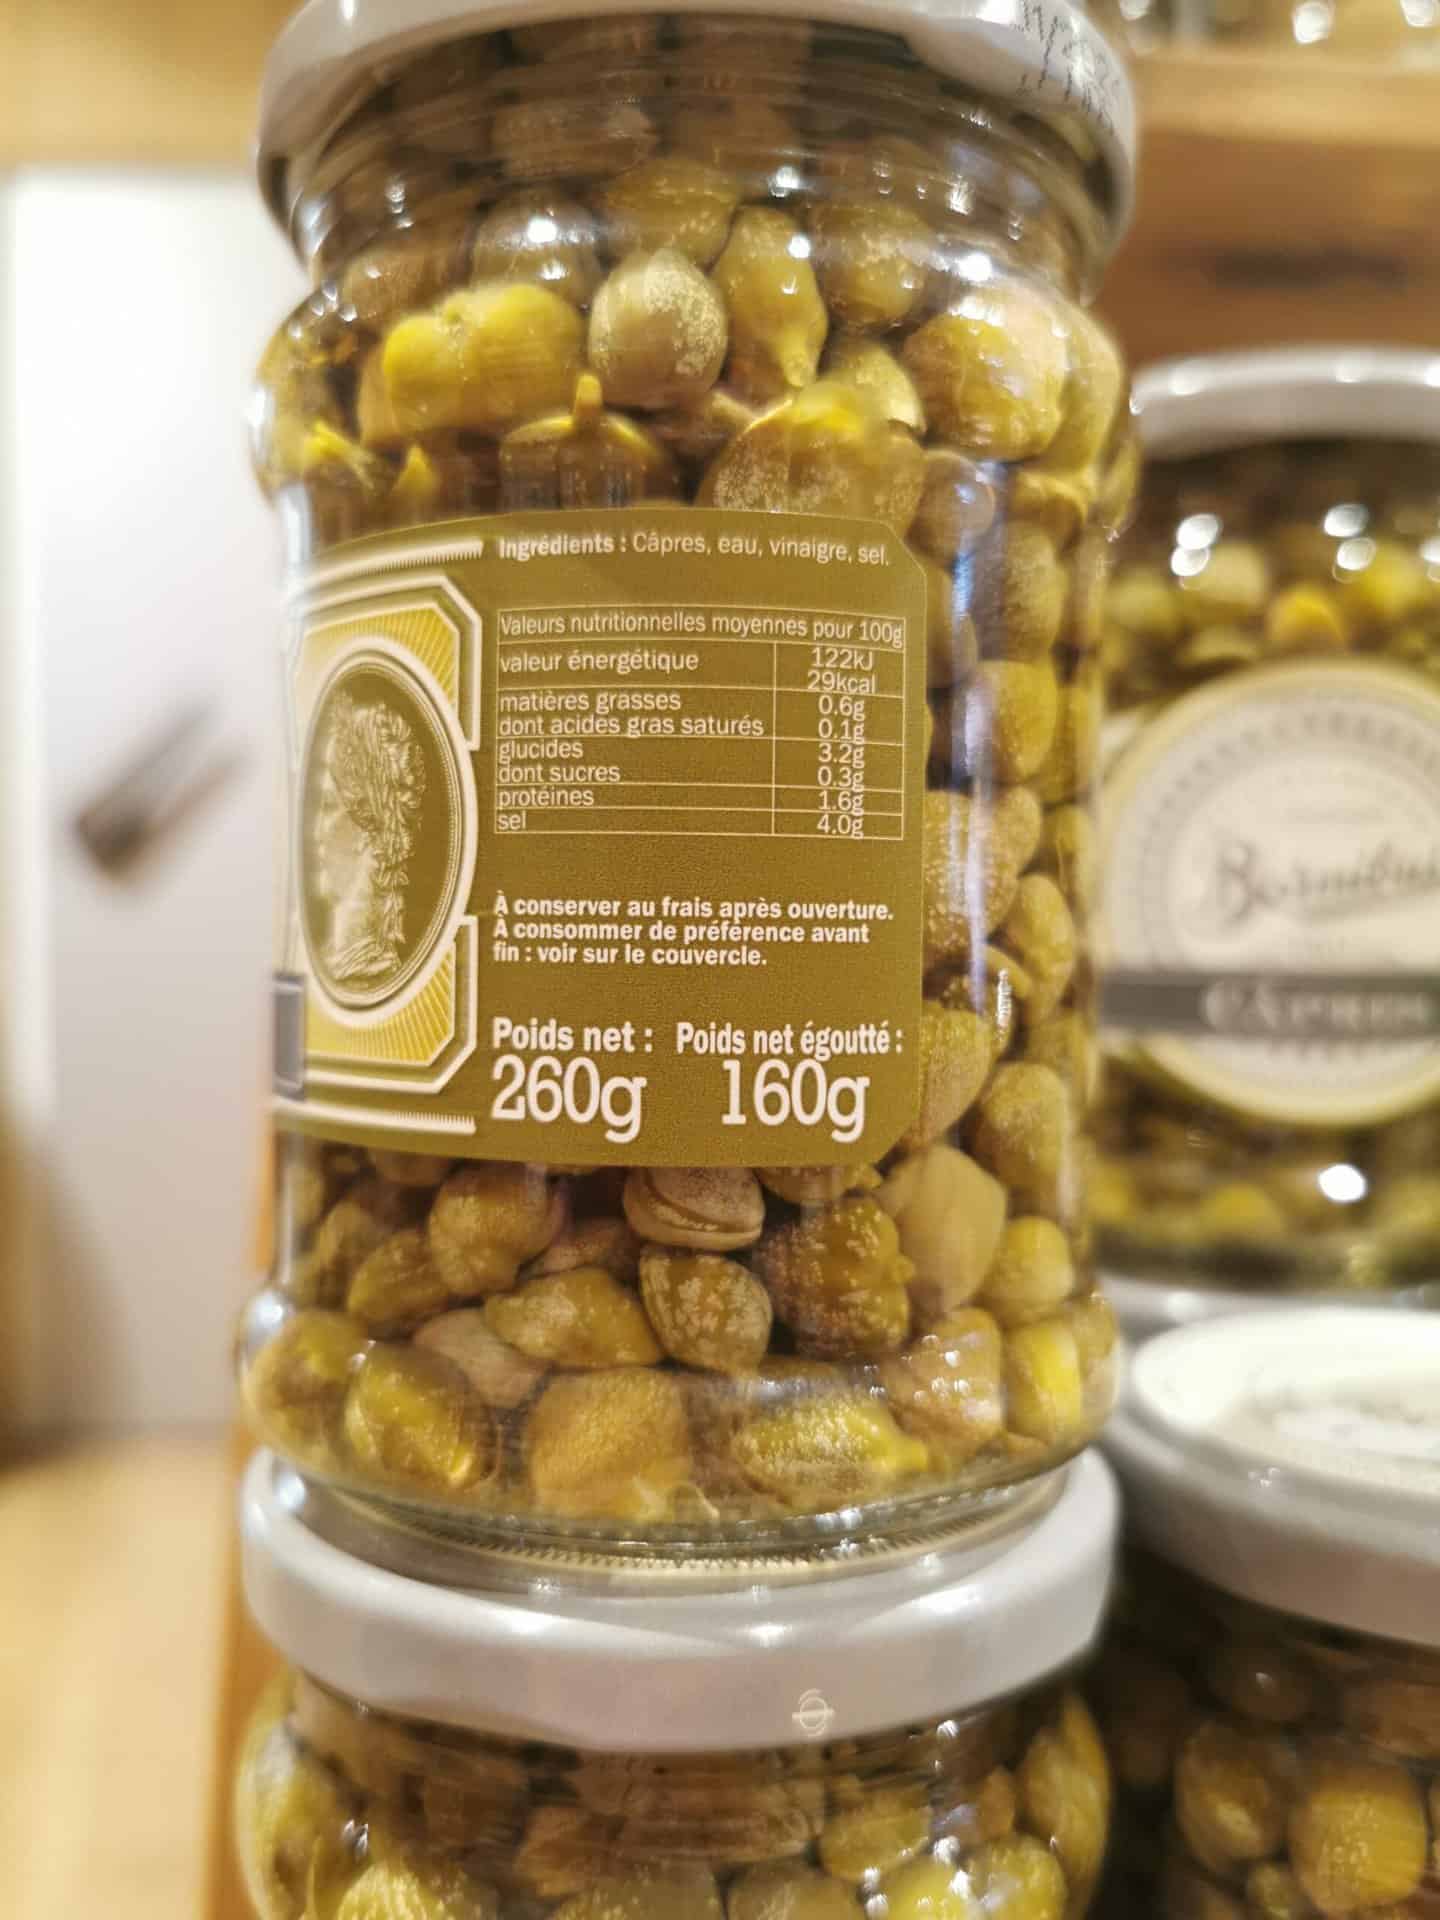 Ingrédients : Câpres, eau, vinaigre, sel.
Valeurs nutritionnelles moyennes pour 100g
valeur énergétique 122kJ
29kcal
matières grasses 0.6g
dont acides gras saturés 0.1g
glucides 3.2g
dont sucres 0.3g
protéines 1.6g
sel 4.0g
À conserver au frais après ouverture.
À consommer de préférence avant
fin : voir sur le couvercle.
Poids net : Poids net égoutté :
260g 160g
CÂPRES